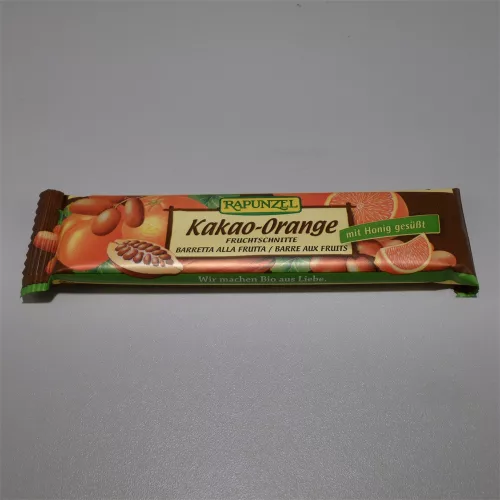 RAPUNZEL
Kakao-Orange
FRUCHTSCHNITTE
BARRETTA ALLA FRUTTA / BARRE AUX FRUITS
mit Honig gesüßt
Wir machen Bio aus Liebe.